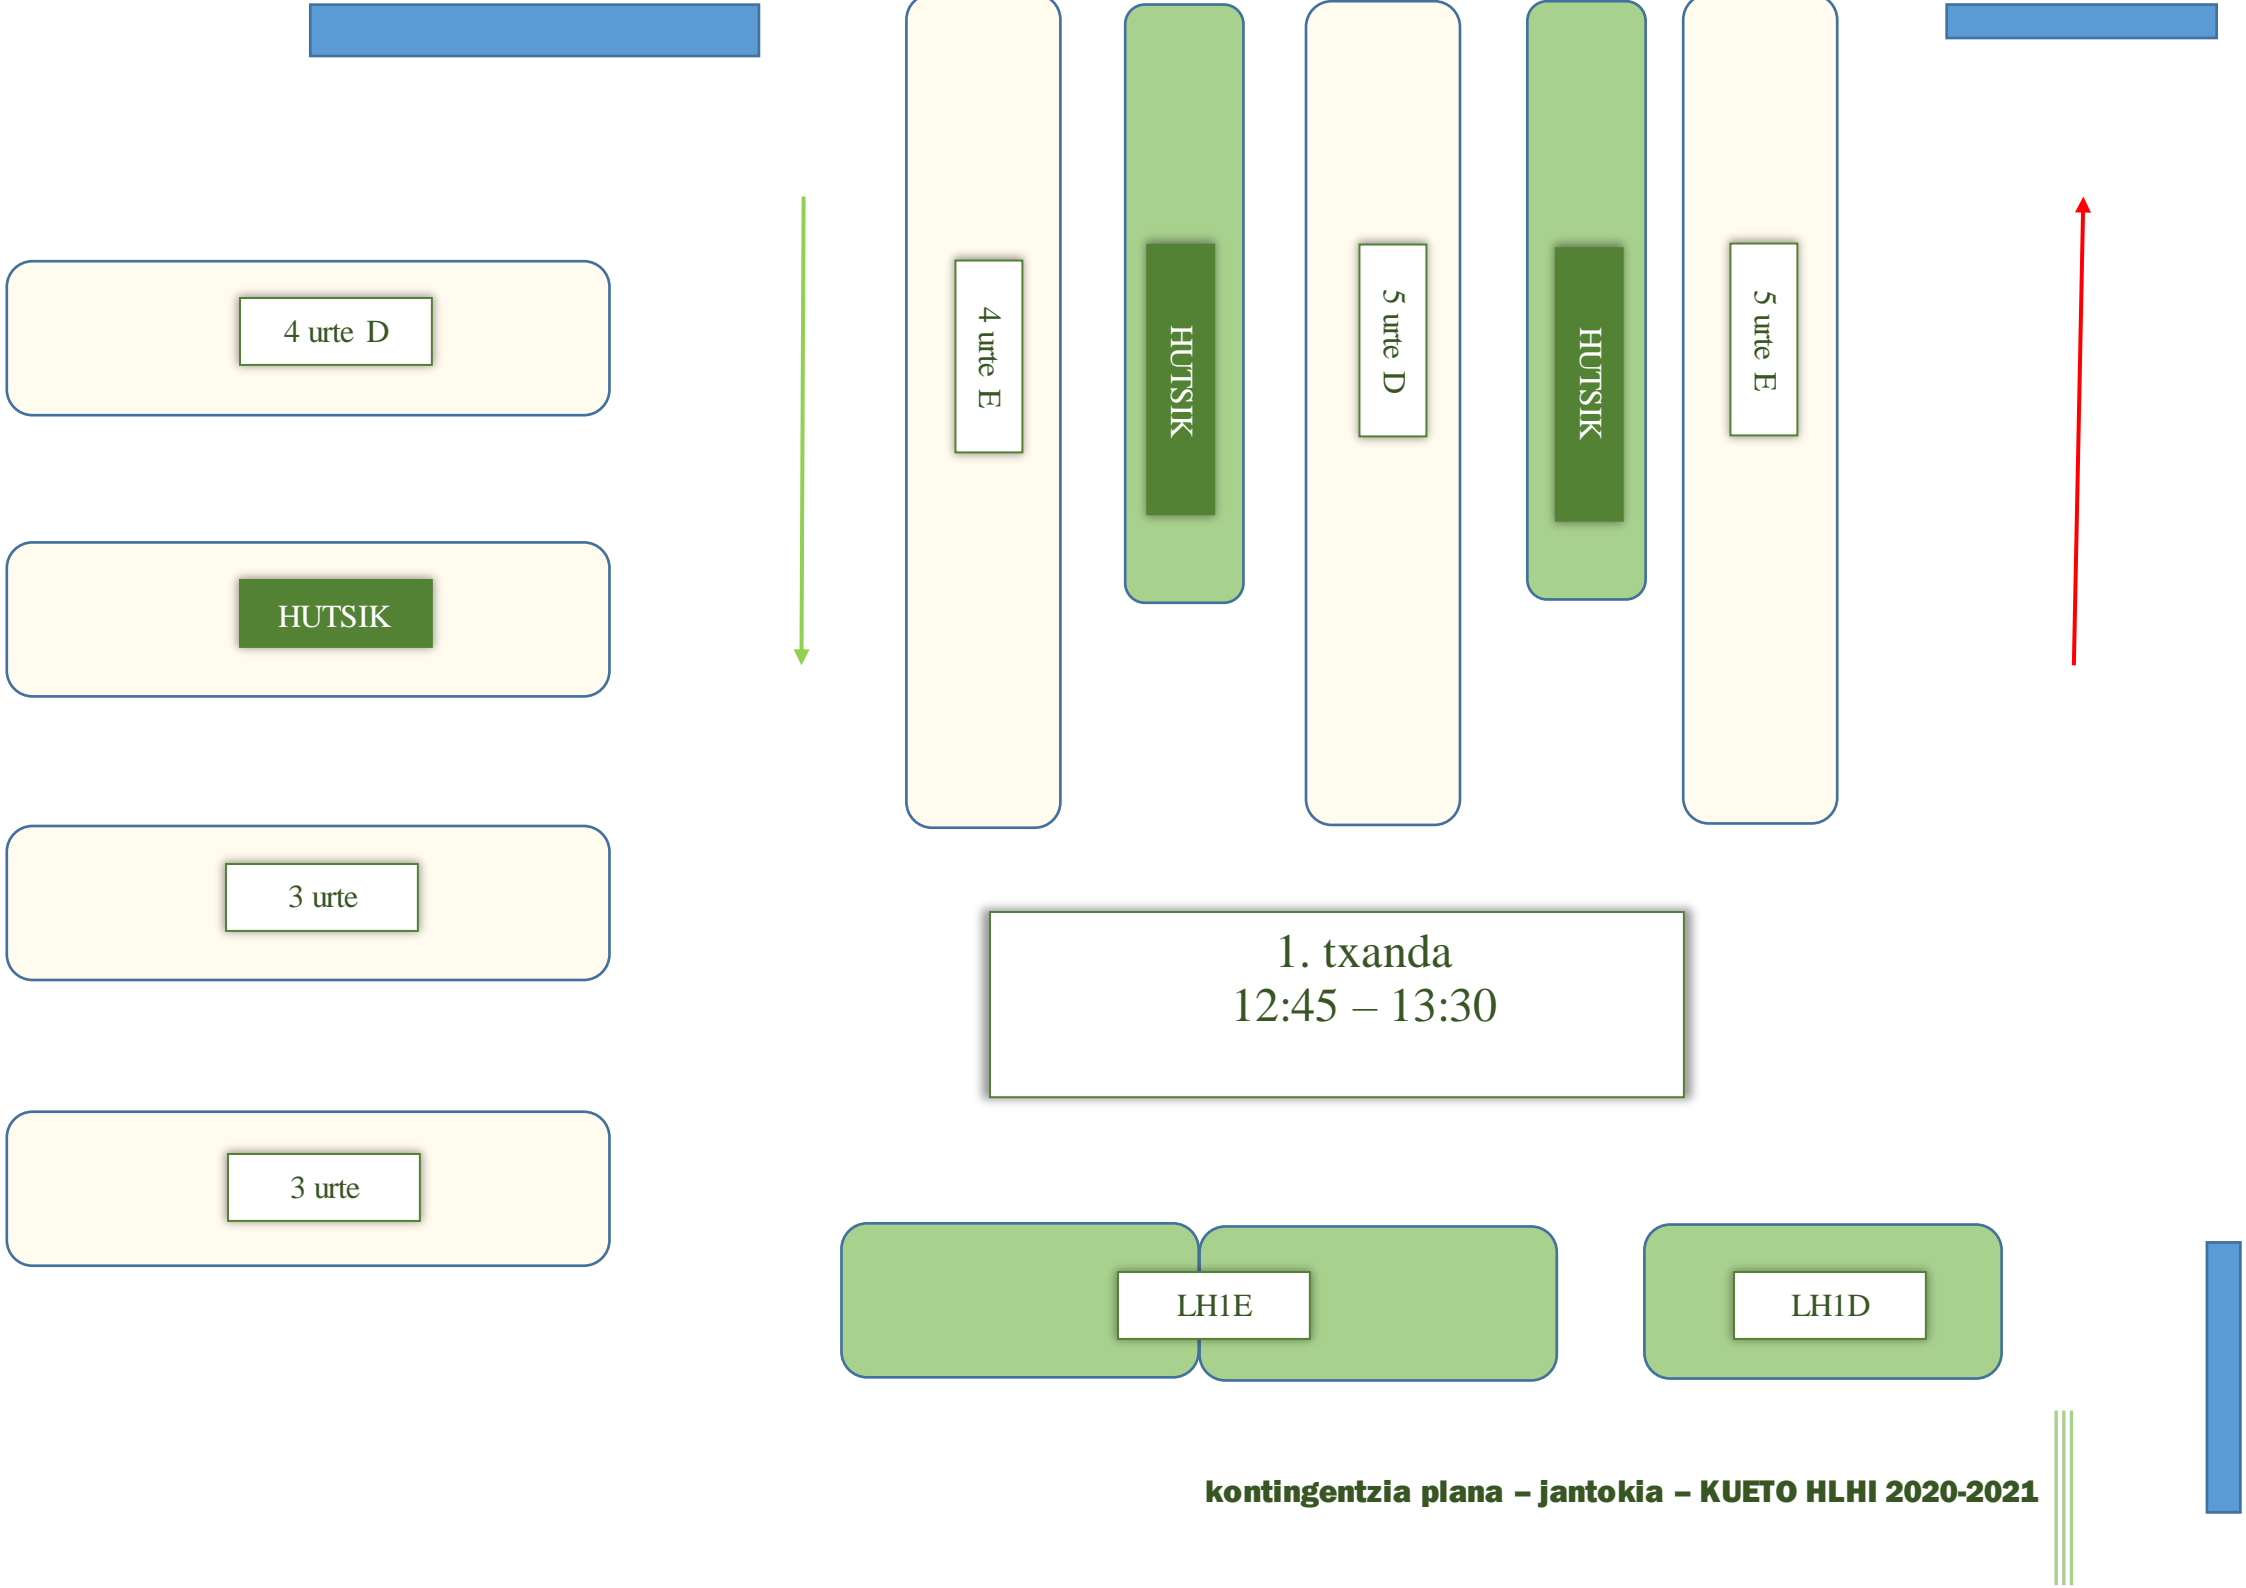 4 urte D
HUTSIK
3 urte
3 urte
4 urte E
HUTSIK
5 urte D
HUTSIK
5 urte E
1. txanda
12:45 – 13:30
LH1E
LH1D
kontingentzia plana – jantokia – KUETO HLHI 2020-2021